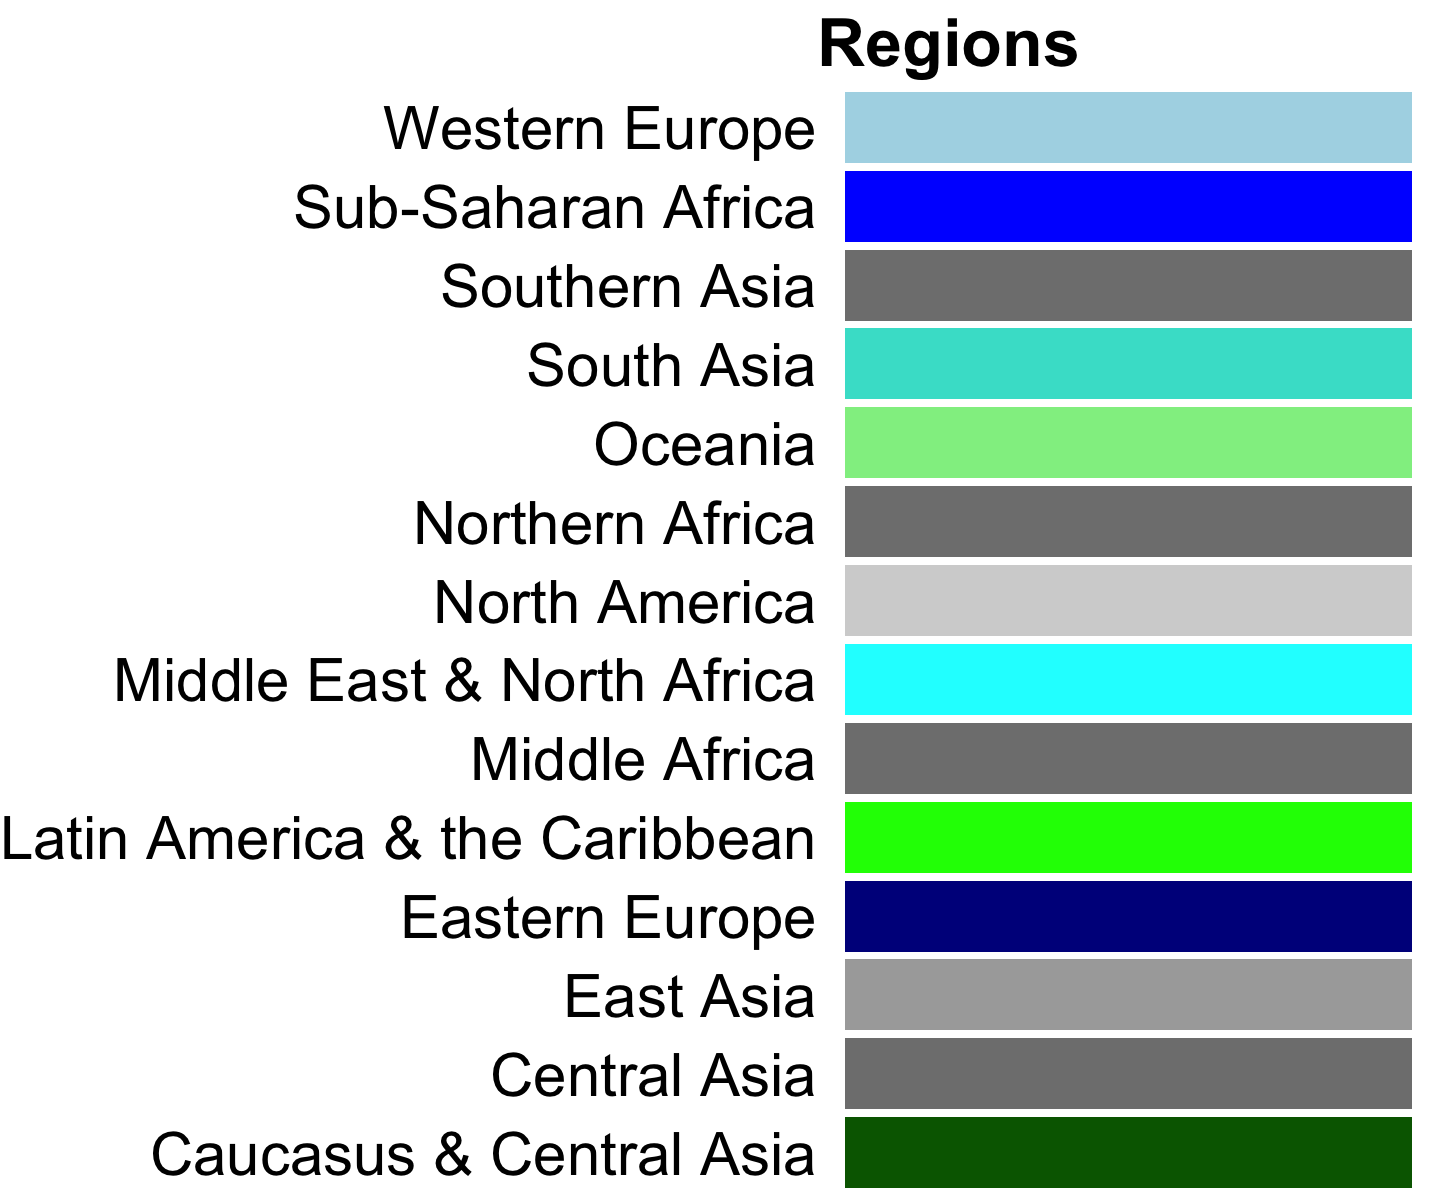 Regions
Western Europe
Sub-Saharan Africa
Southern Asia
South Asia
Oceania
Northern Africa
North America
Middle East & North Africa
Middle Africa
Latin America & the Caribbean
Eastern Europe
East Asia
Central Asia
Caucasus & Central Asia